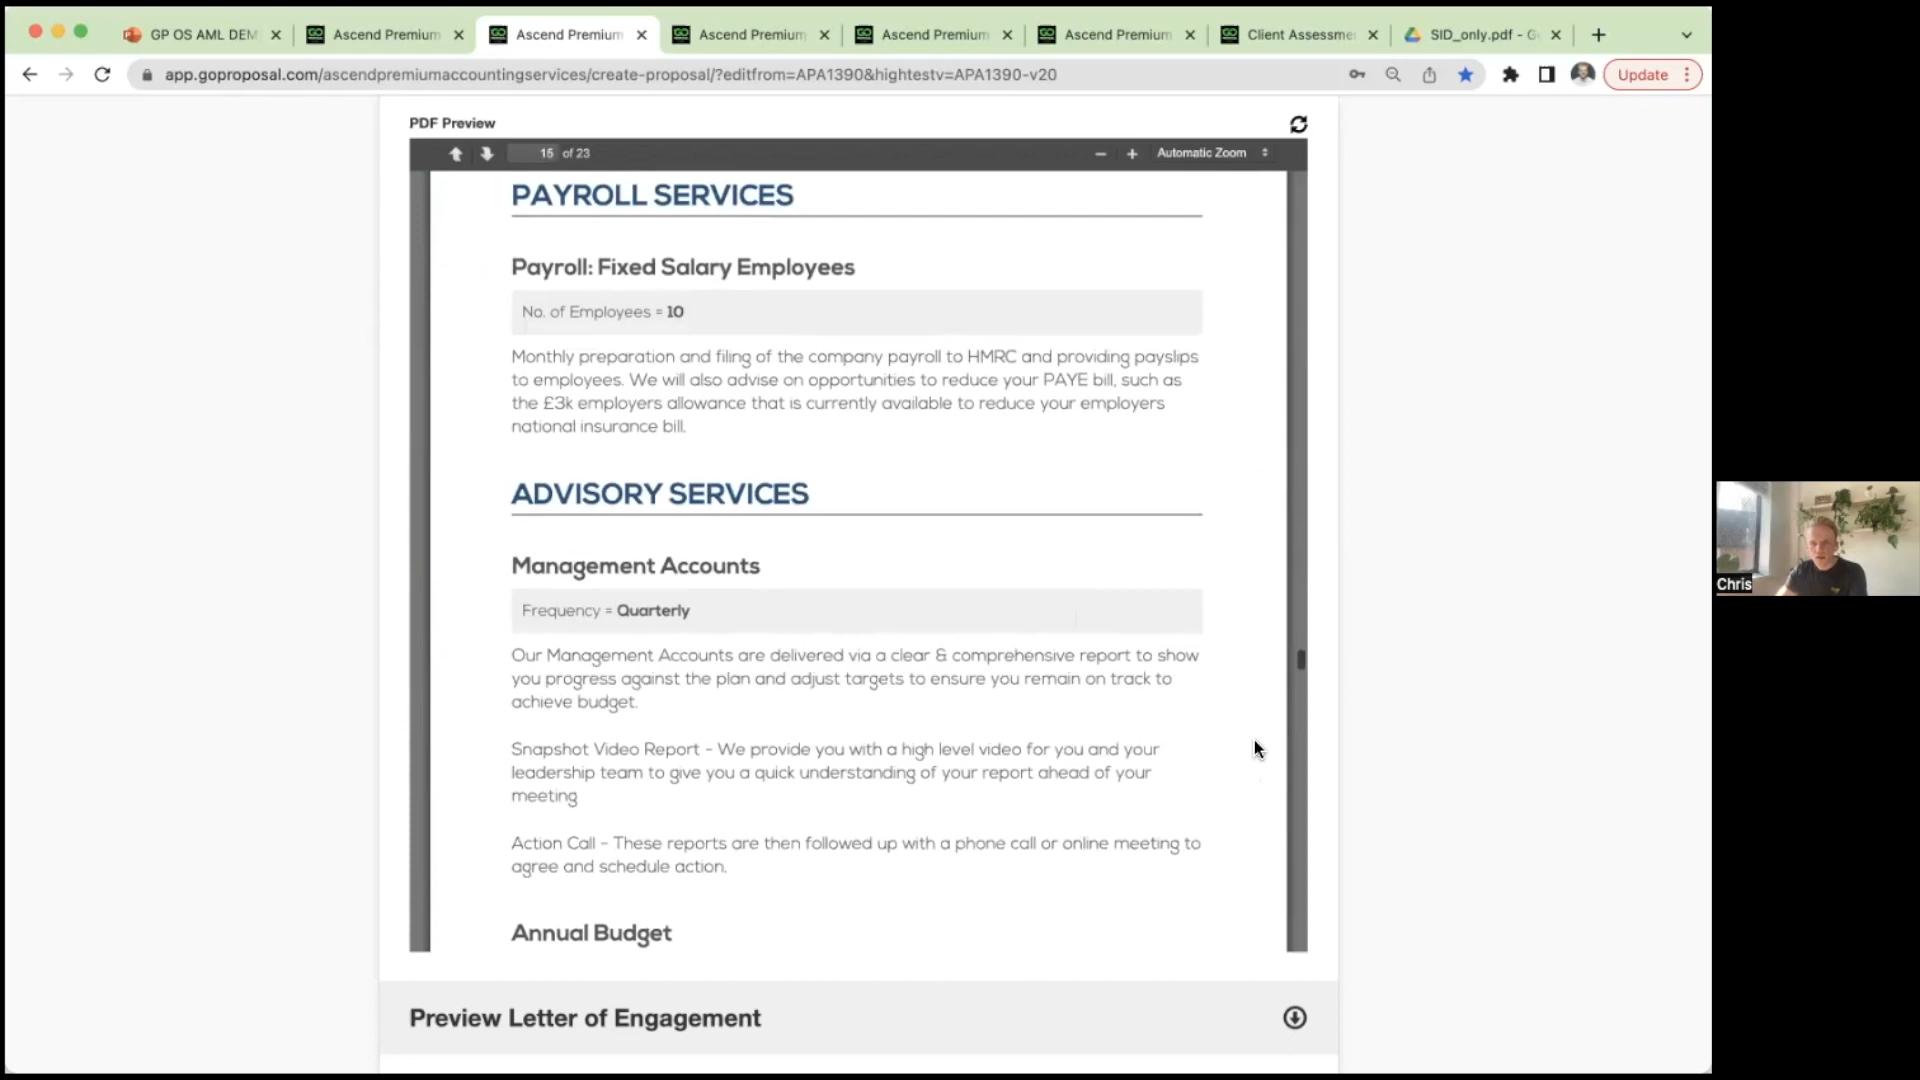 GP OS AML DEM
Ascend Premium
Ascend Premium
Ascend Premium
Ascend Premium
Ascend Premium
Client Assessme
SID_only.pdf - G
app.goproposal.com/ascendpremiumaccountingservices/create-proposal/?editfrom=APA1390&hightestv=APA1390-v20
Update
PDF Preview
15 of 23
Automatic Zoom
PAYROLL SERVICES
Payroll: Fixed Salary Employees
No. of Employees = 10
Monthly preparation and filing of the company payroll to HMRC and providing payslips
to employees. We will also advise on opportunities to reduce your PAYE bill, such as
the £3k employers allowance that is currently available to reduce your employers
national insurance bill.
ADVISORY SERVICES
Management Accounts
Frequency = Quarterly
Our Management Accounts are delivered via a clear & comprehensive report to show
you progress against the plan and adjust targets to ensure you remain on track to
achieve budget.
Snapshot Video Report - We provide you with a high level video for you and your
leadership team to give you a quick understanding of your report ahead of your
meeting
Action Call - These reports are then followed up with a phone call or online meeting to
agree and schedule action.
Annual Budget
Preview Letter of Engagement
Chris